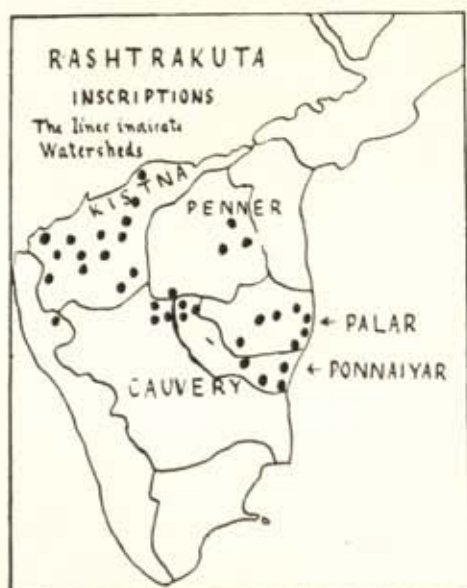 RASHTRAKUTA
INSCRIPTIONS
The lines indicate
Watersheds
KISTNA
PENNER
← PALAR
← PONNAIYAR
CAUVERY